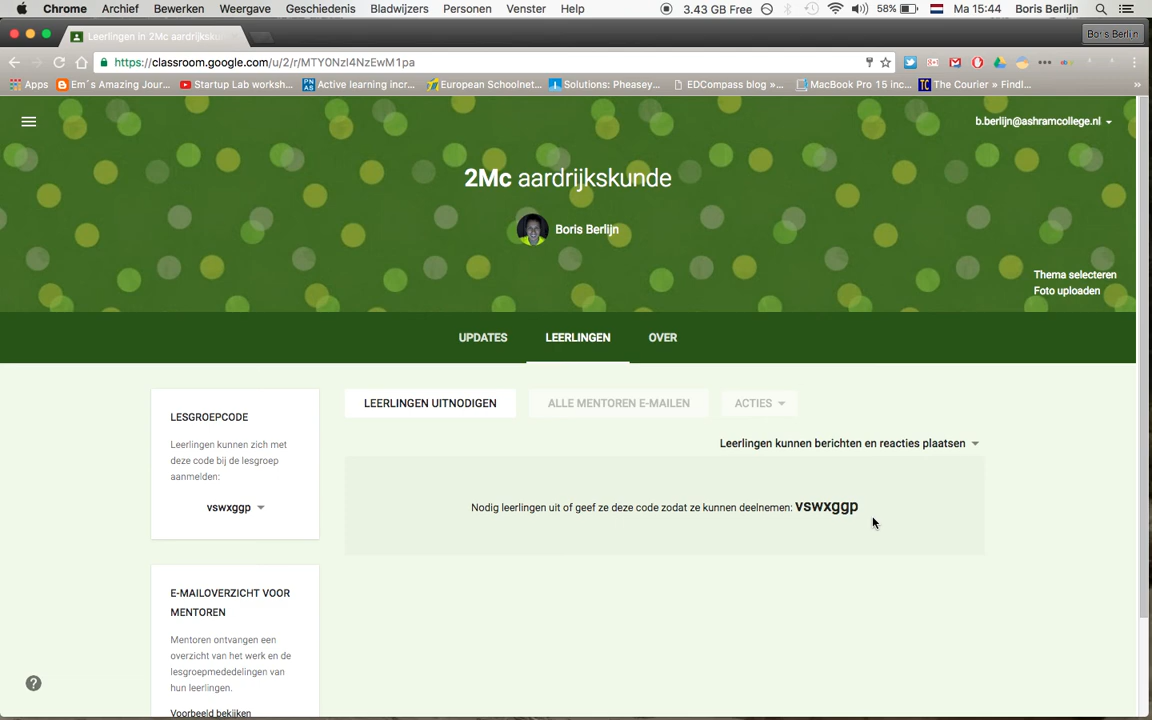 Chrome Archief Bewerken Weergave Geschiedenis Bladwijzers Personen Venster Help 3.43 GB Free 58% Ma 15:44 Boris Berlijn
Leerlingen in 2Mc aardrijksku
Boris Berlin
https://classroom.google.com/u/2/r/MTY0NzI4NzEwM1pa
Apps Em´s Amazing Jour... Startup Lab worksh... Active learning incr... European Schoolnet... Solutions: Pheasey... EDCompass blog »... MacBook Pro 15 inc... The Courier » Findl... »
b.berlijn@ashramcollege.nl
2Mc aardrijkskunde
Boris Berlijn
Thema selecteren
Foto uploaden
UPDATES LEERLINGEN OVER
LEERLINGEN UITNODIGEN ALLE MENTOREN E-MAILEN ACTIES
LESGROEPCODE
Leerlingen kunnen zich met
deze code bij de lesgroep
aanmelden:
vswxggp
Leerlingen kunnen berichten en reacties plaatsen
Nodig leerlingen uit of geef ze deze code zodat ze kunnen deelnemen: vswxggp
E-MAILOVERZICHT VOOR
MENTOREN
Mentoren ontvangen een
overzicht van het werk en de
lesgroepmededelingen van
hun leerlingen.
Voorbeeld bekijken
?